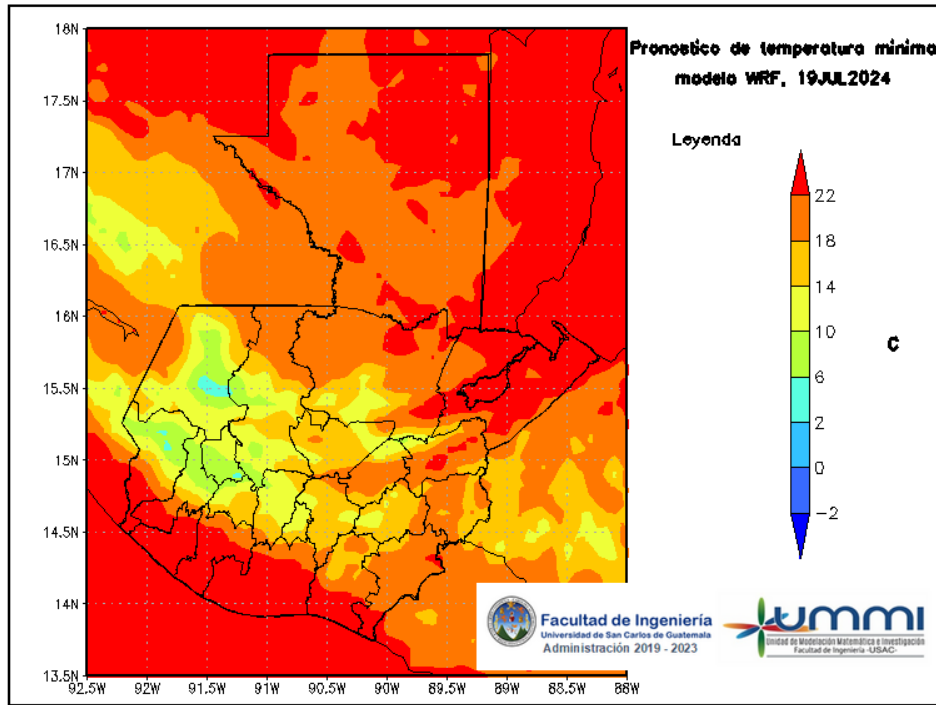 Pronostico de temperatura minima
modelo WRF, 19JUL2024
Leyenda
22
18
14
10
6
2
0
-2
C
18N
17.5N
17N
16.5N
16N
15.5N
15N
14.5N
14N
13.5N
92.5W
92W
91.5W
91W
90.5W
90W
89.5W
89W
88.5W
88W
Facultad de Ingeniería
Universidad de San Carlos de Guatemala
Administración 2019 - 2023
UMMI
Unidad de Modelación Matemática e Investigación
Facultad de Ingeniería -USAC-